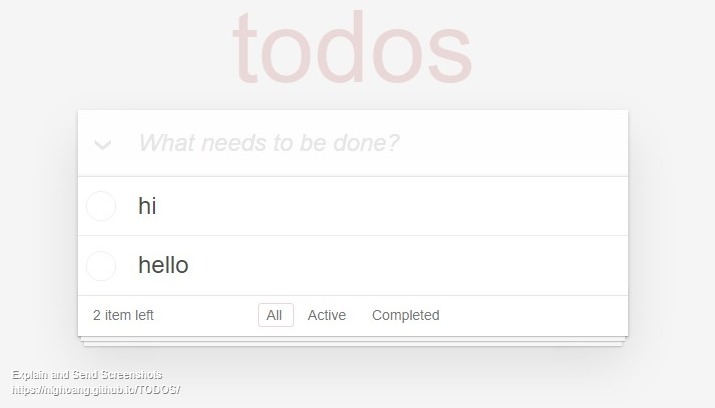 todos
What needs to be done?
hi
hello
2 item left All Active Completed
Explain and Send Screenshots
https://nighoang.github.io/TODOS/